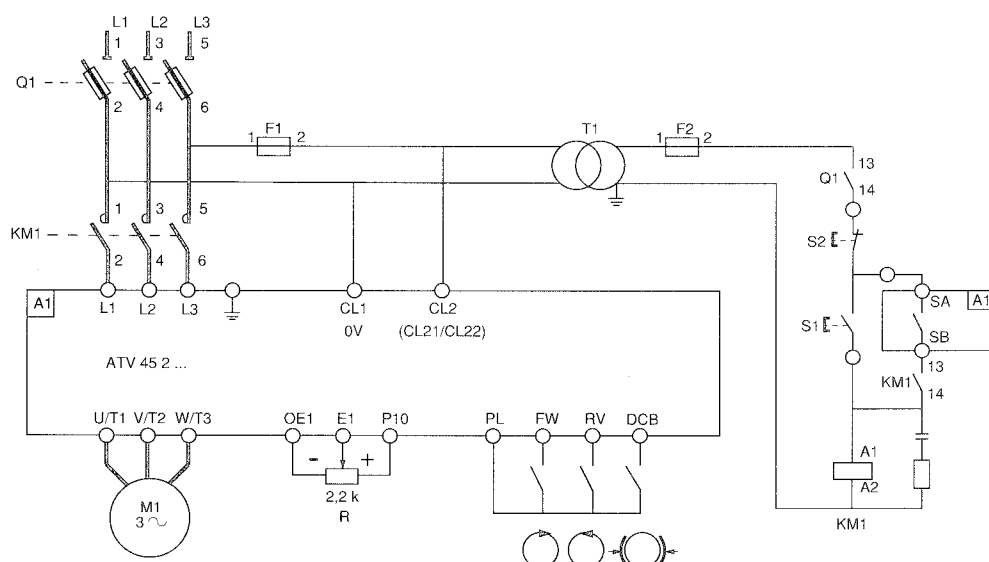 L1 L2 L3
1 3 5
Q1
2 4 6
1 F1 2
T1
1 F2 2
13
Q1
14
1 3 5
KM1
2 4 6
S2
A1
L1 L2 L3
CL1 CL2
0V (CL21/CL22)
SA A1
S1
SB
ATV 45 2 ...
13
KM1
14
U/T1 V/T2 W/T3 OE1 E1 P10 PL FW RV DCB
- +
A1
A2
2,2 k
R
M1
3
KM1